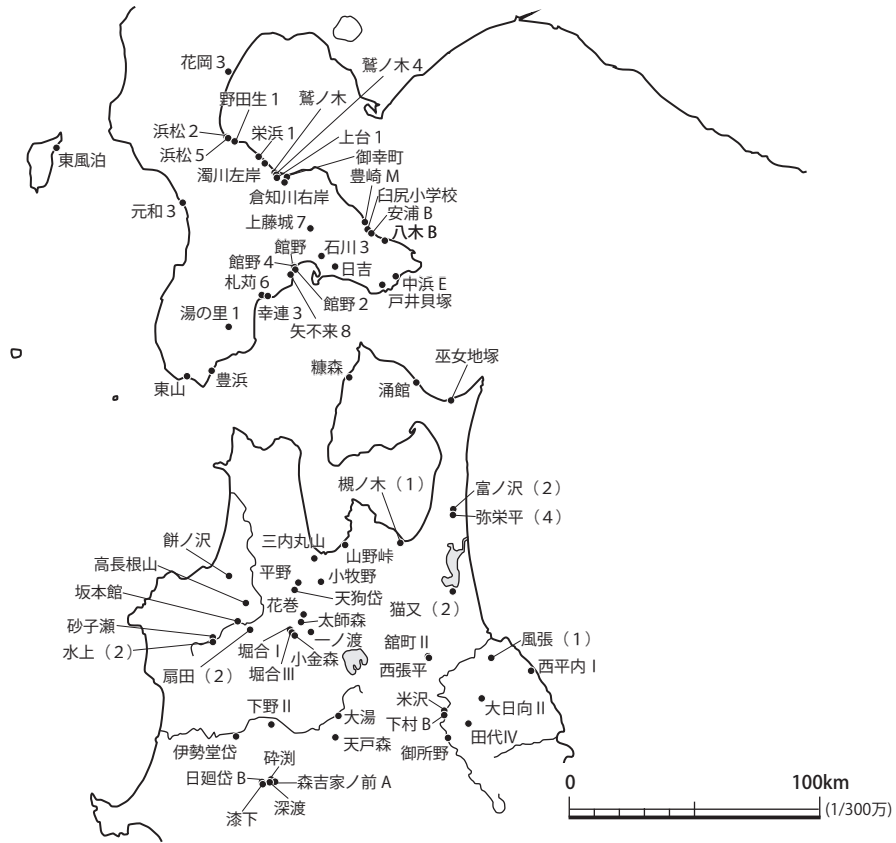 花岡3
鷲ノ木4
野田生1
鷲ノ木
浜松2
栄浜1
上台1
浜松5
御幸町
東風泊
濁川左岸
豊崎M
倉知川右岸
臼尻小学校
元和3
安浦B
上藤城7
八木B
館野
石川3
館野4
日吉
札苅6
中浜E
戸井貝塚
館野2
湯の里1
幸連3
矢不来8
東山
豊浜
糠森
涌館
巫女地塚
槻ノ木(1)
富ノ沢(2)
弥栄平(4)
餅ノ沢
三内丸山
山野峠
高長根山
平野
小牧野
坂本館
天狗岱
花巻
猫又(2)
砂子瀬
太師森
水上(2)
堀合Ⅰ
一ノ渡
舘町Ⅱ
風張(1)
扇田(2)
小金森
西張平
西平内Ⅰ
堀合Ⅲ
下野Ⅱ
大湯
米沢
大日向Ⅱ
下村B
伊勢堂岱
天戸森
御所野
田代Ⅳ
砕渕
日廻岱B
森吉家ノ前A
漆下
深渡
0
100km
(1/300万)